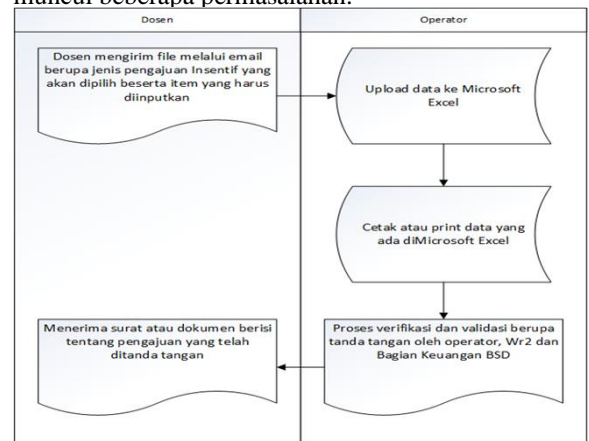 Dosen
Operator
Dosen mengirim file melalui email
berupa jenis pengajuan Insentif yang
akan dipilih beserta item yang harus
diinputkan
Upload data ke Microsoft
Excel
Cetak atau print data yang
ada diMicrosoft Excel
Menerima surat atau dokumen berisi
tentang pengajuan yang telah
ditanda tangan
Proses verifikasi dan validasi berupa
tanda tangan oleh operator, Wr2 dan
Bagian Keuangan BSD